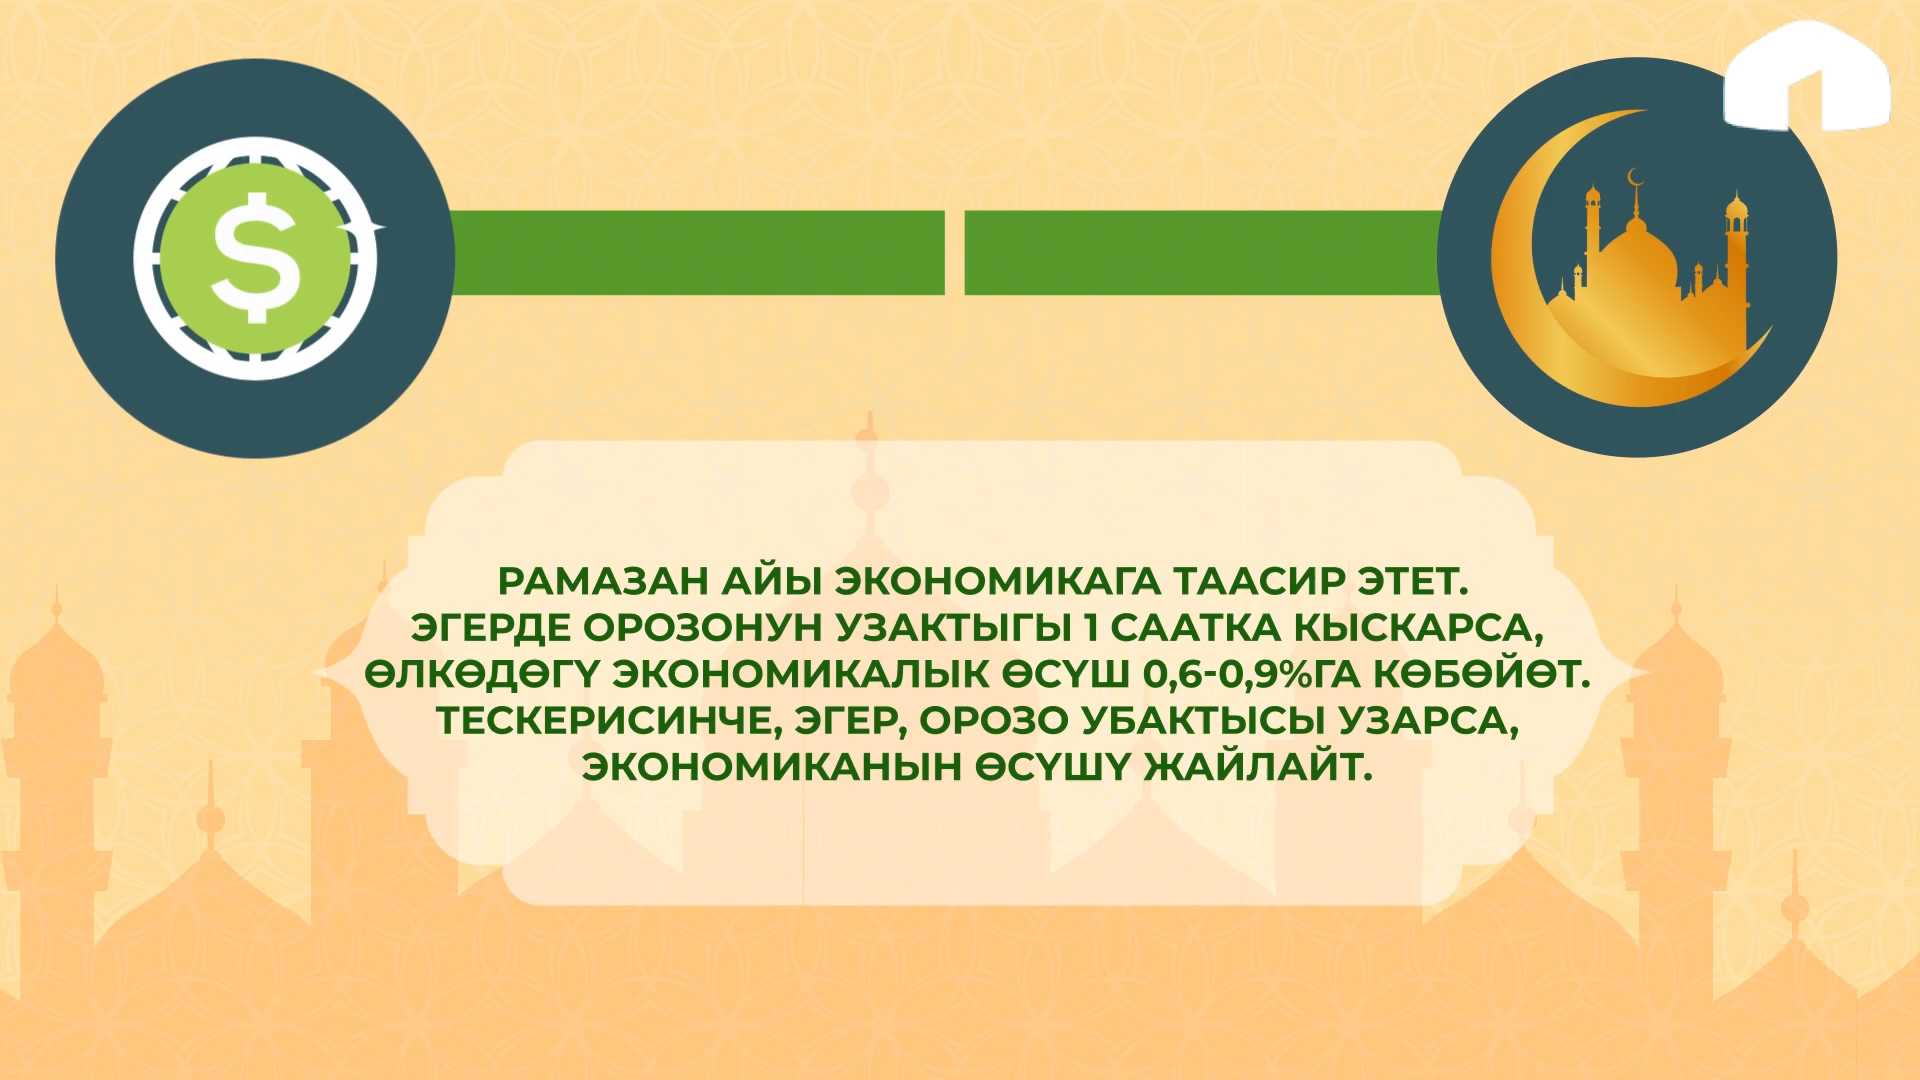 $
РАМАЗАН АЙЫ ЭКОНОМИКАГА ТААСИР ЭТЕТ.
ЭГЕРДЕ ОРОЗОНУН УЗАКТЫГЫ 1 СААТКА КЫСКАРСА,
ӨЛКӨДӨГҮ ЭКОНОМИКАЛЫК ӨСҮШ 0,6-0,9%ГА КӨБӨЙӨТ.
ТЕСКЕРИСИНЧЕ, ЭГЕР, ОРОЗО УБАКТЫСЫ УЗАРСА,
ЭКОНОМИКАНЫН ӨСҮШҮ ЖАЙЛАЙТ.